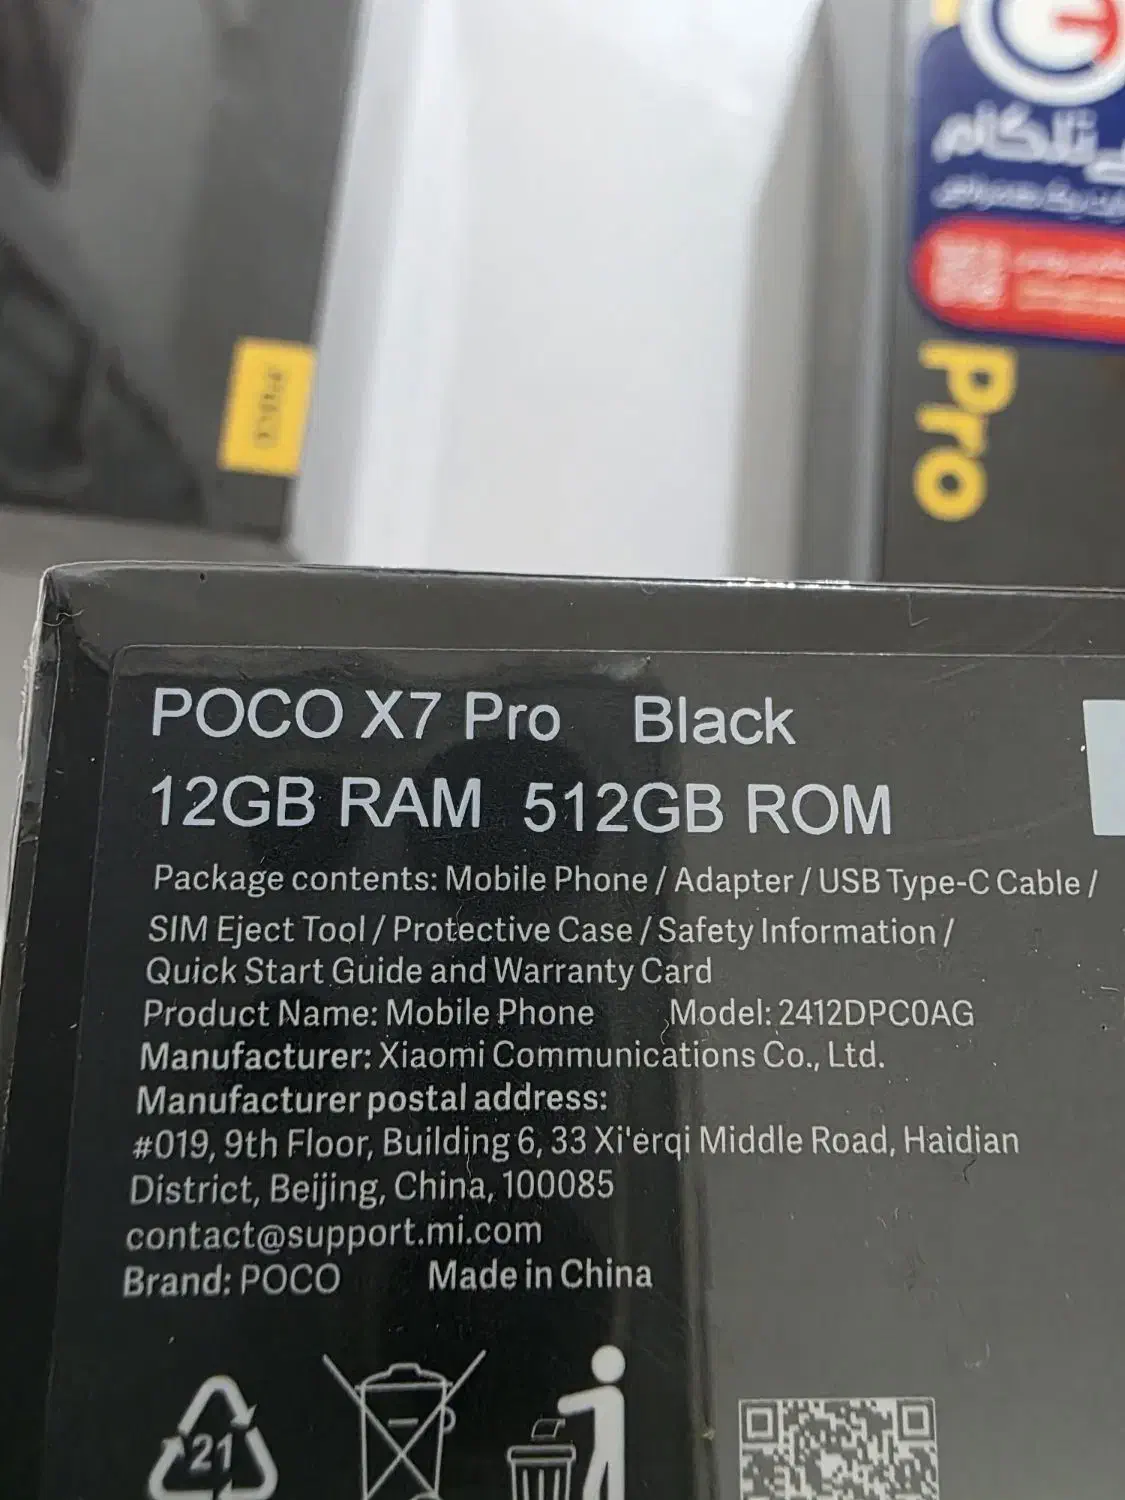 POCO
Pro
POCO X7 Pro Black
12GB RAM 512GB ROM
Package contents: Mobile Phone / Adapter / USB Type-C Cable /
SIM Eject Tool / Protective Case / Safety Information /
Quick Start Guide and Warranty Card
Product Name: Mobile Phone Model: 2412DPC0AG
Manufacturer: Xiaomi Communications Co., Ltd.
Manufacturer postal address:
#019, 9th Floor, Building 6, 33 Xi'erqi Middle Road, Haidian
District, Beijing, China, 100085
contact@support.mi.com
Brand: POCO Made in China
21